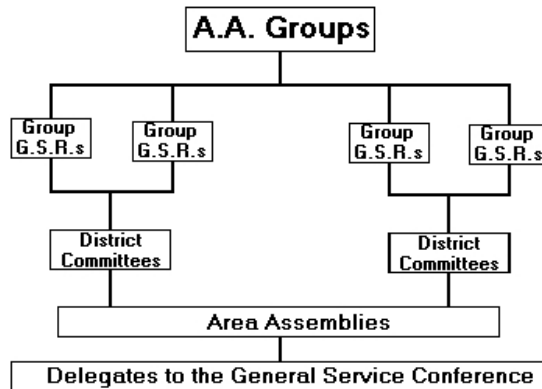 A.A. Groups
Group
G.S.R.s
Group
G.S.R.s
Group
G.S.R.s
Group
G.S.R.s
District
Committees
District
Committees
Area Assemblies
Delegates to the General Service Conference